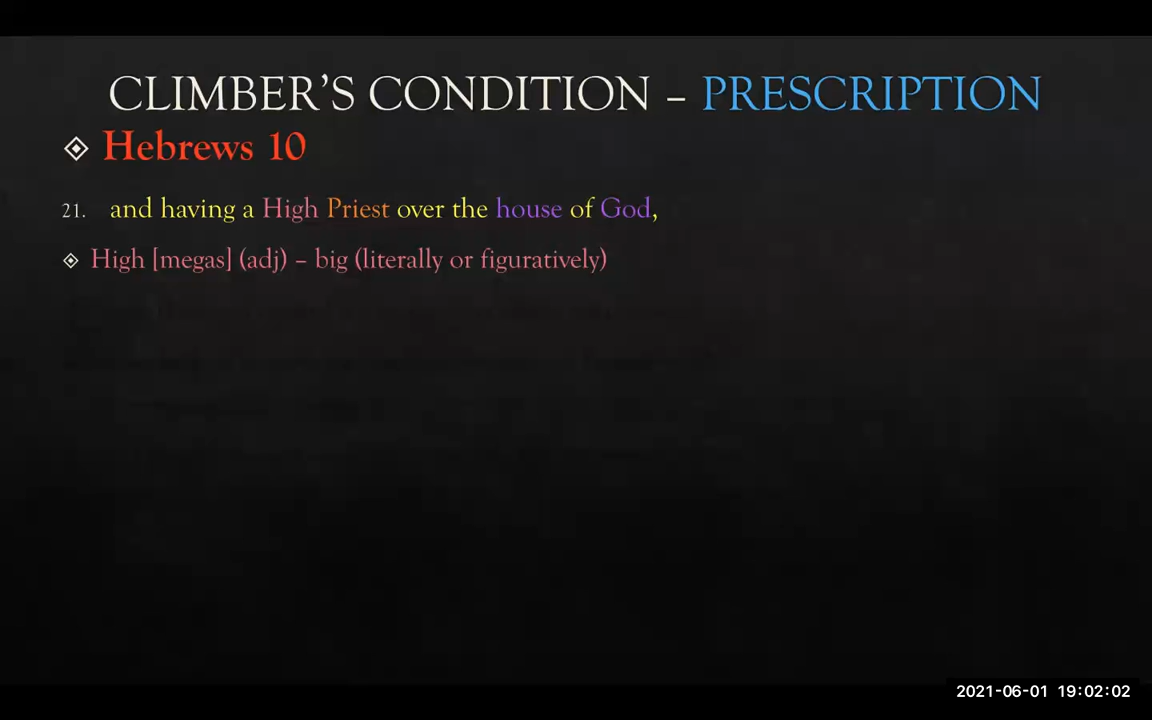 CLIMBER'S CONDITION – PRESCRIPTION
Hebrews 10
21. and having a High Priest over the house of God,
High [megas] (adj) – big (literally or figuratively)
2021-06-01 19:02:02